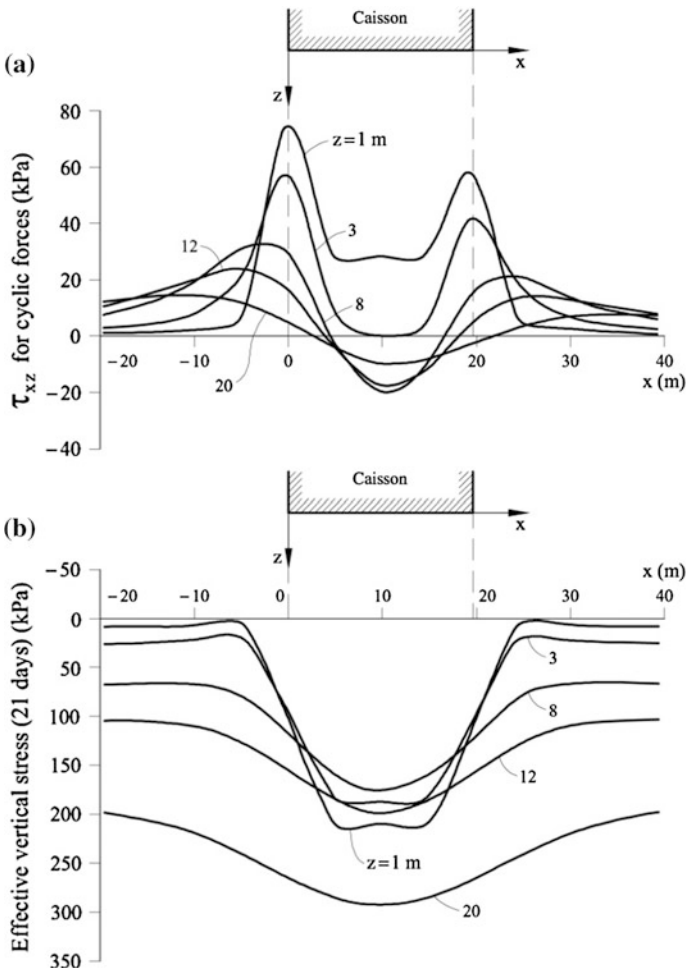 Caisson
(a)
x
z
80
60
40
20
0
−20
−40
τxz for cyclic forces (kPa)
z=1 m
3
12
8
20
−20
−10
0
10
20
30
40
x (m)
Caisson
(b)
x
z
x (m)
−50
0
50
100
150
200
250
300
350
Effective vertical stress (21 days) (kPa)
−20
−10
0
10
20
30
40
3
8
12
z=1 m
20